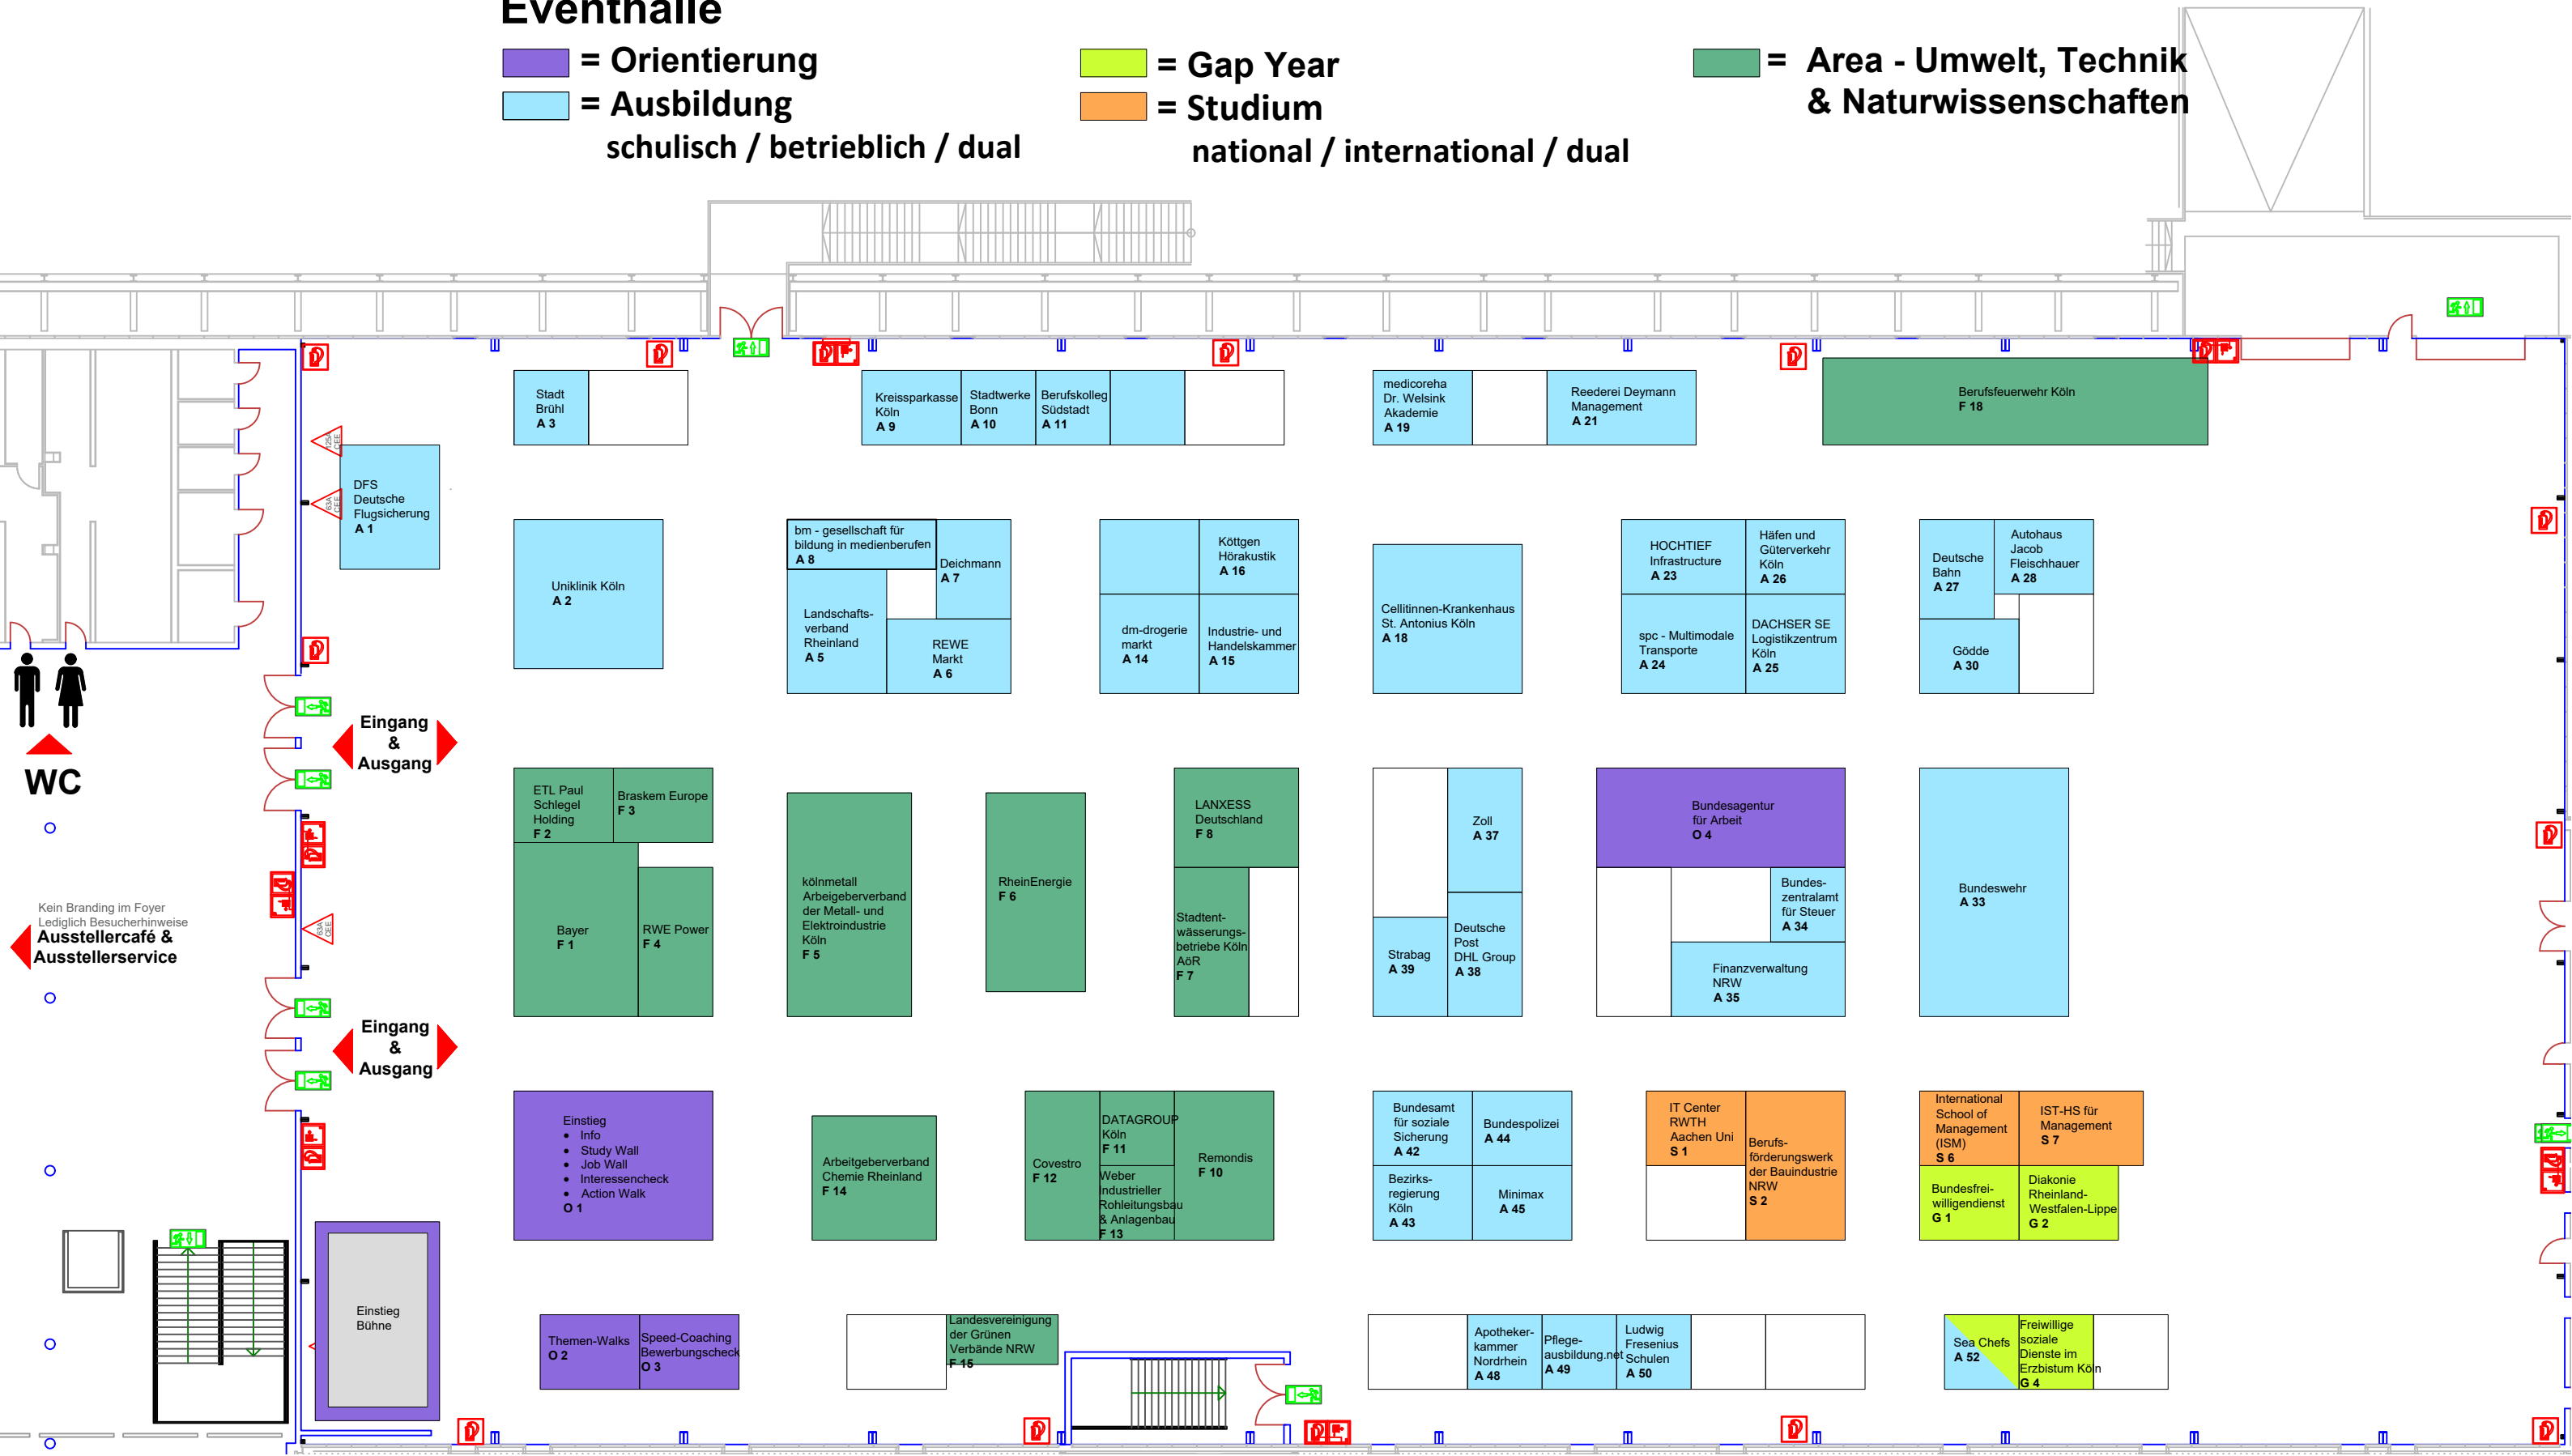 Eventhalle
= Orientierung
= Ausbildung
schulisch / betrieblich / dual
= Gap Year
= Studium
national / international / dual
= Area - Umwelt, Technik
& Naturwissenschaften
Stadt
Brühl
A 3
Kreissparkasse
Köln
A 9
Stadtwerke
Bonn
A 10
Berufskolleg
Südstadt
A 11
medicoreha
Dr. Welsink
Akademie
A 19
Reederei Deymann
Management
A 21
Berufsfeuerwehr Köln
F 18
125A
CEE
63A
CEE
DFS
Deutsche
Flugsicherung
A 1
Uniklinik Köln
A 2
bm - gesellschaft für
bildung in medienberufen
A 8
Deichmann
A 7
Landschafts-
verband
Rheinland
A 5
REWE
Markt
A 6
Köttgen
Hörakustik
A 16
dm-drogerie
markt
A 14
Industrie- und
Handelskammer
A 15
Cellitinnen-Krankenhaus
St. Antonius Köln
A 18
HOCHTIEF
Infrastructure
A 23
Häfen und
Güterverkehr
Köln
A 26
spc - Multimodale
Transporte
A 24
DACHSER SE
Logistikzentrum
Köln
A 25
Deutsche
Bahn
A 27
Autohaus
Jacob
Fleischhauer
A 28
Gödde
A 30
WC
Eingang
&
Ausgang
ETL Paul
Schlegel
Holding
F 2
Braskem Europe
F 3
Bayer
F 1
RWE Power
F 4
kölnmetall
Arbeigeberverband
der Metall- und
Elektroindustrie
Köln
F 5
RheinEnergie
F 6
LANXESS
Deutschland
F 8
Stadtent-
wässerungs-
betriebe Köln
AöR
F 7
Zoll
A 37
Strabag
A 39
Deutsche
Post
DHL Group
A 38
Bundesagentur
für Arbeit
O 4
Bundes-
zentralamt
für Steuer
A 34
Finanzverwaltung
NRW
A 35
Bundeswehr
A 33
Kein Branding im Foyer
Lediglich Besucherhinweise
Ausstellercafé &
Ausstellerservice
63A
CEE
Eingang
&
Ausgang
Einstieg
• Info
• Study Wall
• Job Wall
• Interessencheck
• Action Walk
O 1
Arbeitgeberverband
Chemie Rheinland
F 14
Covestro
F 12
DATAGROUP
Köln
F 11
Weber
Industrieller
Rohleitungsbau
& Anlagenbau
F 13
Remondis
F 10
Bundesamt
für soziale
Sicherung
A 42
Bundespolizei
A 44
Bezirks-
regierung
Köln
A 43
Minimax
A 45
IT Center
RWTH
Aachen Uni
S 1
Berufs-
förderungswerk
der Bauindustrie
NRW
S 2
International
School of
Management
(ISM)
S 6
IST-HS für
Management
S 7
Bundesfrei-
willigendienst
G 1
Diakonie
Rheinland-
Westfalen-Lippe
G 2
Einstieg
Bühne
Themen-Walks
O 2
Speed-Coaching
Bewerbungscheck
O 3
Landesvereinigung
der Grünen
Verbände NRW
F 15
Apotheker-
kammer
Nordrhein
A 48
Pflege-
ausbildung.net
A 49
Ludwig
Fresenius
Schulen
A 50
Sea Chefs
A 52
Freiwillige
soziale
Dienste im
Erzbistum Köln
G 4